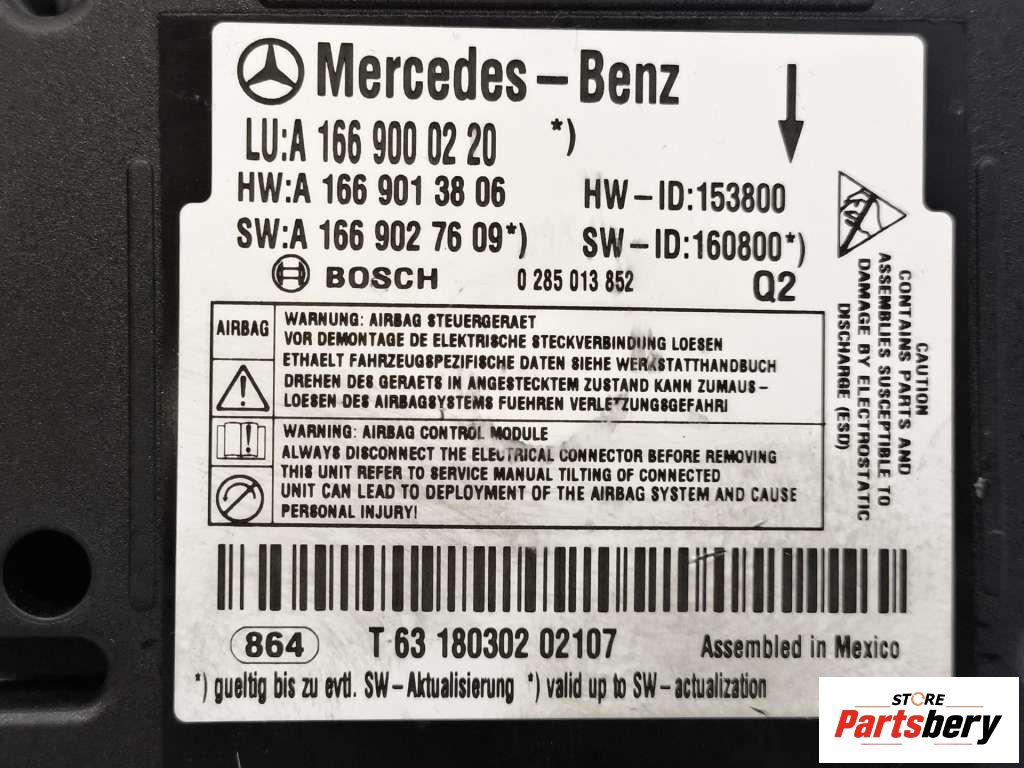 Mercedes-Benz
LU:A 166 900 02 20 *)
HW:A 166 901 38 06 HW-ID:153800
SW:A 166 902 76 09*) SW-ID:160800*)
BOSCH 0 285 013 852 Q2
AIRBAG
WARNUNG: AIRBAG STEUERGERAET
VOR DEMONTAGE DE ELEKTRISCHE STECKVERBINDUNG LOESEN
ETHAELT FAHRZEUGSPEZIFISCHE DATEN SIEHE WERKSTATTHANDBUCH
DREHEN DES GERAETS IN ANGESTECKTEM ZUSTAND KANN ZUMAUS-
LOESEN DES AIRBAGSYSTEMS FUEHREN VERLETZUNGSGEFAHR!
WARNING: AIRBAG CONTROL MODULE
ALWAYS DISCONNECT THE ELECTRICAL CONNECTOR BEFORE REMOVING
THIS UNIT REFER TO SERVICE MANUAL TILTING OF CONNECTED
UNIT CAN LEAD TO DEPLOYMENT OF THE AIRBAG SYSTEM AND CAUSE
PERSONAL INJURY!
CAUTION
CONTAINS PARTS AND
ASSEMBLIES SUSCEPTIBLE TO
DAMAGE BY ELECTROSTATIC
DISCHARGE (ESD)
864 T 63 180302 02107 Assembled in Mexico
*) gueltig bis zu evtl. SW-Aktualisierung *) valid up to SW-actualization
STORE
Partsbery